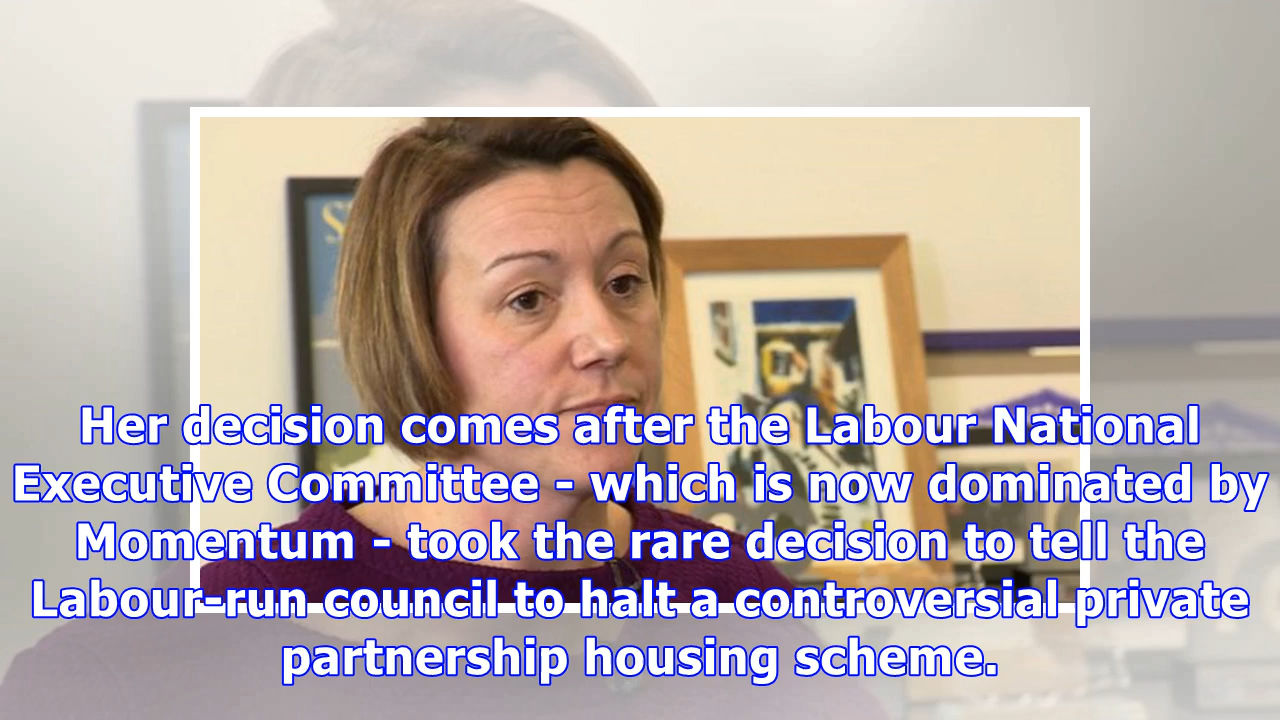 Her decision comes after the Labour National
Executive Committee - which is now dominated by
Momentum - took the rare decision to tell the
Labour-run council to halt a controversial private
partnership housing scheme.